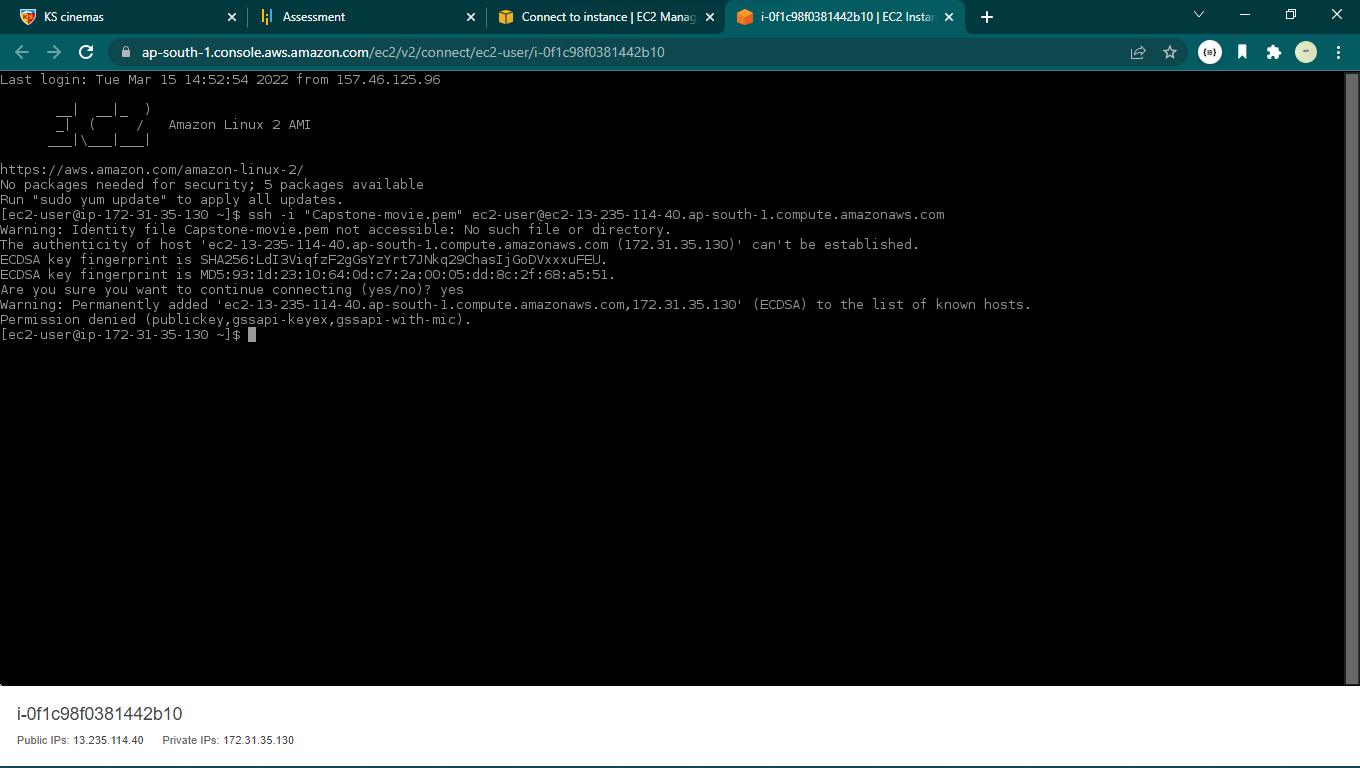 KS cinemas
Assessment
Connect to instance | EC2 Manag
i-0f1c98f0381442b10 | EC2 Instar
ap-south-1.console.aws.amazon.com/ec2/v2/connect/ec2-user/i-0f1c98f0381442b10
Last login: Tue Mar 15 14:52:54 2022 from 157.46.125.96
       __|  __|_  )
       _|  (     /   Amazon Linux 2 AMI
      ___|\___|___|
https://aws.amazon.com/amazon-linux-2/
No packages needed for security; 5 packages available
Run "sudo yum update" to apply all updates.
[ec2-user@ip-172-31-35-130 ~]$ ssh -i "Capstone-movie.pem" ec2-user@ec2-13-235-114-40.ap-south-1.compute.amazonaws.com
Warning: Identity file Capstone-movie.pem not accessible: No such file or directory.
The authenticity of host 'ec2-13-235-114-40.ap-south-1.compute.amazonaws.com (172.31.35.130)' can't be established.
ECDSA key fingerprint is SHA256:LdI3ViqfzF2gGsYzYrt7JNkq29ChasIjGoDVxxxuFEU.
ECDSA key fingerprint is MD5:93:1d:23:10:64:0d:c7:2a:00:05:dd:8c:2f:68:a5:51.
Are you sure you want to continue connecting (yes/no)? yes
Warning: Permanently added 'ec2-13-235-114-40.ap-south-1.compute.amazonaws.com,172.31.35.130' (ECDSA) to the list of known hosts.
Permission denied (publickey,gssapi-keyex,gssapi-with-mic).
[ec2-user@ip-172-31-35-130 ~]$
i-0f1c98f0381442b10
Public IPs: 13.235.114.40 Private IPs: 172.31.35.130